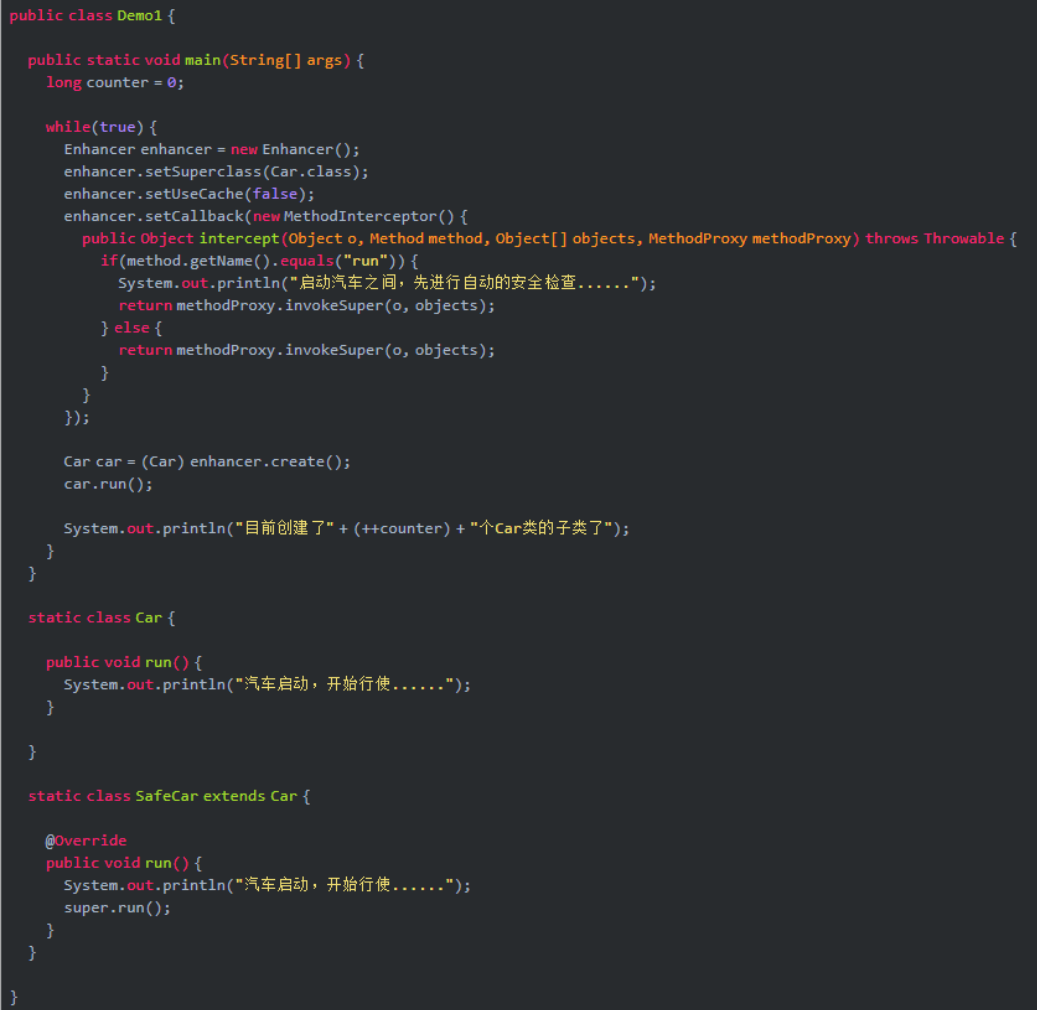 public class Demo1 {
public static void main(String[] args) {
long counter = 0;
while(true) {
Enhancer enhancer = new Enhancer();
enhancer.setSuperclass(Car.class);
enhancer.setUseCache(false);
enhancer.setCallback(new MethodInterceptor() {
public Object intercept(Object o, Method method, Object[] objects, MethodProxy methodProxy) throws Throwable {
if(method.getName().equals("run")) {
System.out.println("启动汽车之间，先进行自动的安全检查......");
return methodProxy.invokeSuper(o, objects);
} else {
return methodProxy.invokeSuper(o, objects);
}
}
});
Car car = (Car) enhancer.create();
car.run();
System.out.println("目前创建了" + (++counter) + "个Car类的子类了");
}
}
static class Car {
public void run() {
System.out.println("汽车启动，开始行使......");
}
}
static class SafeCar extends Car {
@Override
public void run() {
System.out.println("汽车启动，开始行使......");
super.run();
}
}
}